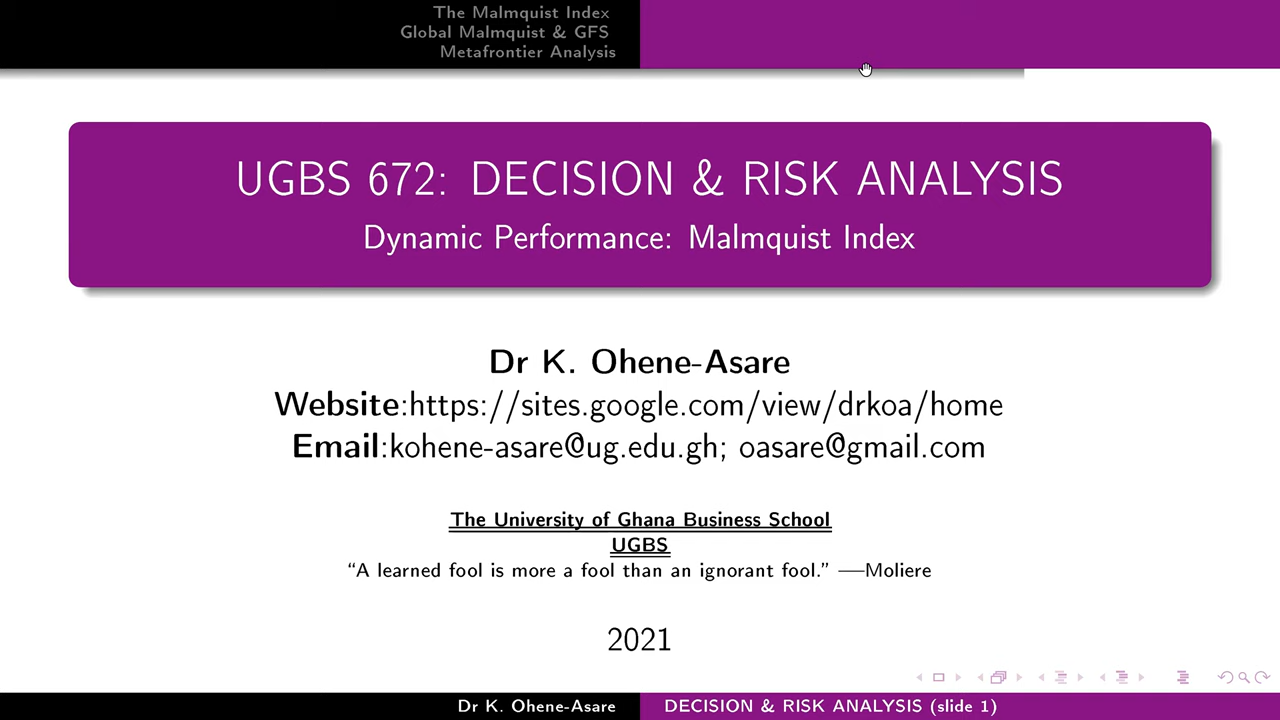 The Malmquist Index
Global Malmquist & GFS
Metafrontier Analysis
UGBS 672: DECISION & RISK ANALYSIS
Dynamic Performance: Malmquist Index
Dr K. Ohene-Asare
Website:https://sites.google.com/view/drkoa/home
Email:kohene-asare@ug.edu.gh; oasare@gmail.com
The University of Ghana Business School
UGBS
“A learned fool is more a fool than an ignorant fool.” —Moliere
2021
Dr K. Ohene-Asare
DECISION & RISK ANALYSIS (slide 1)